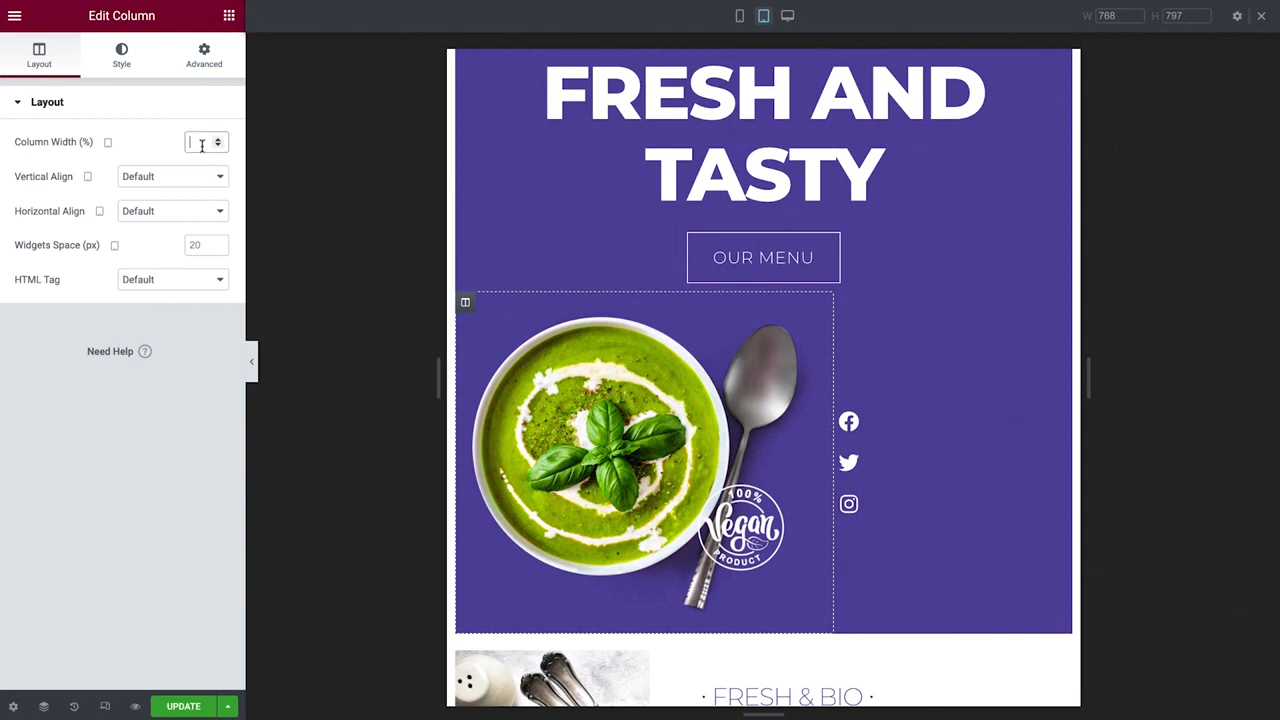 Edit Column
W 768 H 797
Layout Style Advanced
Layout
Column Width (%)
Vertical Align Default
Horizontal Align Default
Widgets Space (px) 20
HTML Tag Default
Need Help ?
UPDATE
FRESH AND
TASTY
OUR MENU
100%
Vegan
PRODUCT
· FRESH & BIO ·